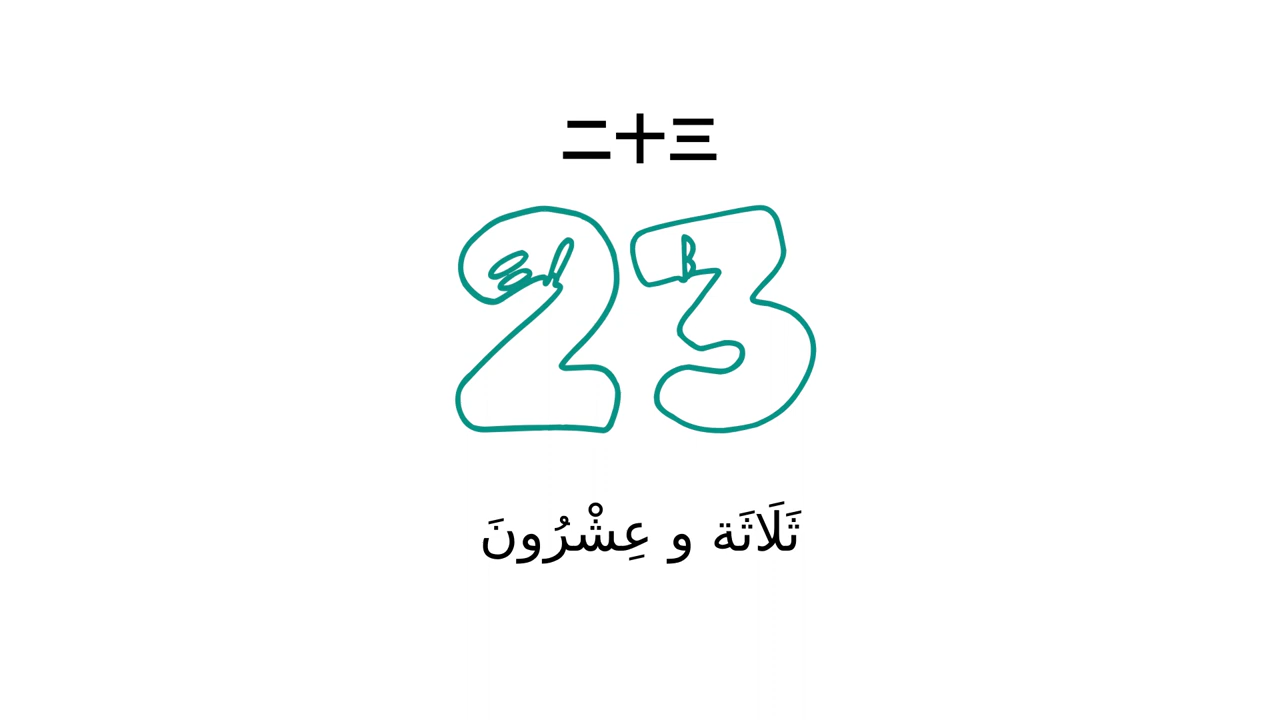 二十三
23
ثَلَاثَة و عِشْرُونَ